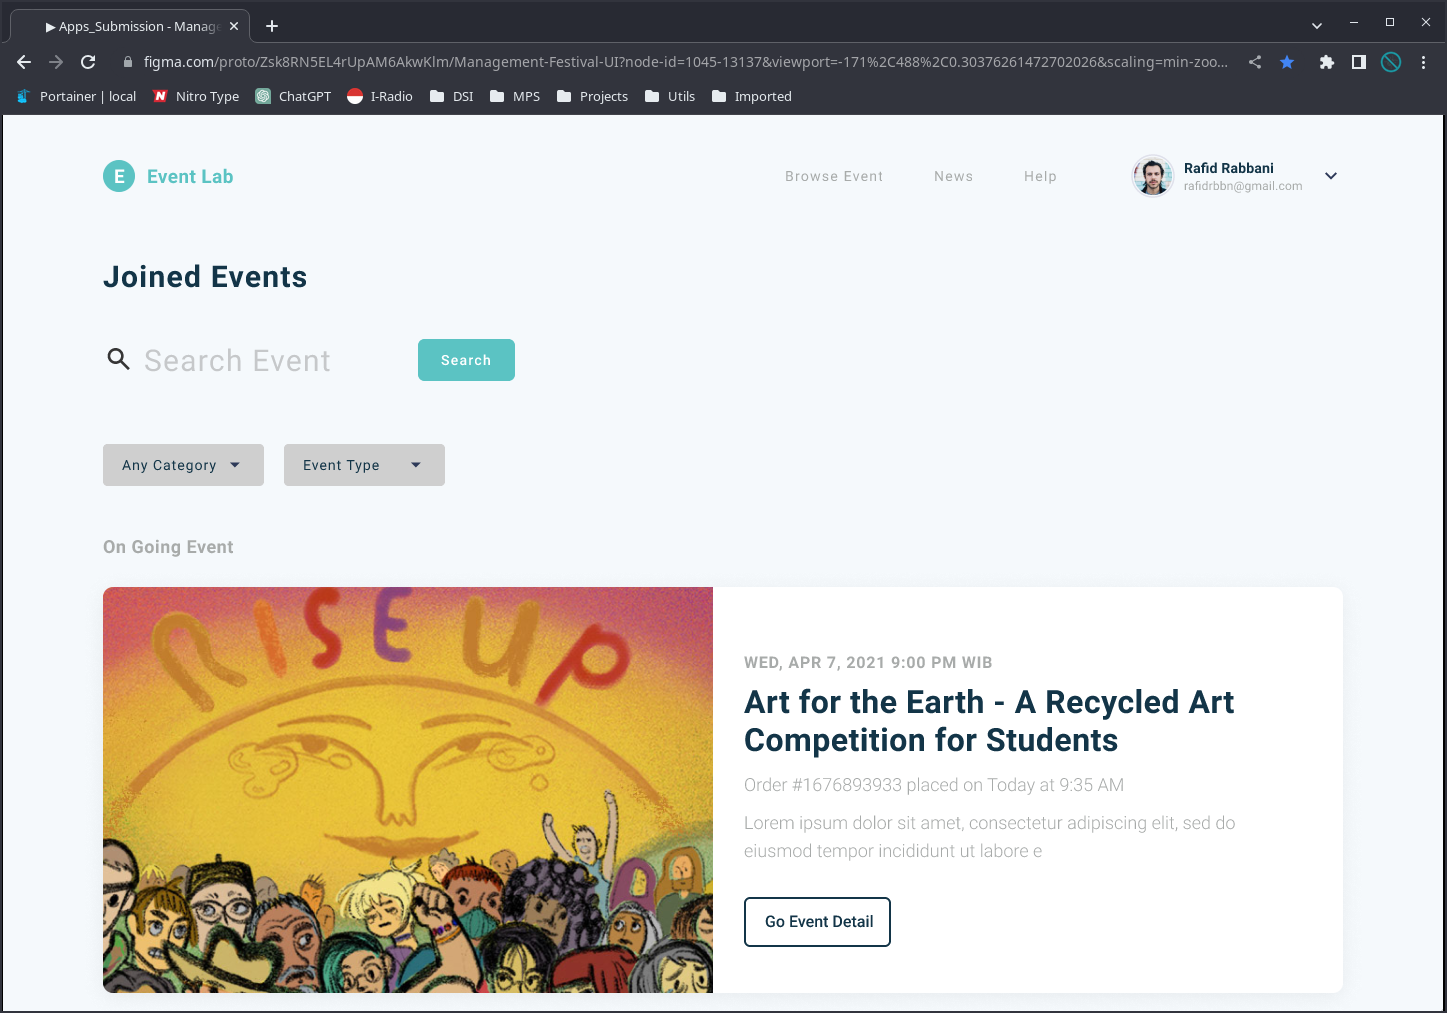 ▶ Apps_Submission - Manage
figma.com/proto/Zsk8RN5EL4rUpAM6AkwKlm/Management-Festival-UI?node-id=1045-13137&viewport=-171%2C488%2C0.30376261472702026&scaling=min-zoo...
Portainer | local N Nitro Type ChatGPT I-Radio DSI MPS Projects Utils Imported
E Event Lab
Browse Event News Help
Rafid Rabbani
rafidrbbn@gmail.com
Joined Events
Search Event Search
Any Category Event Type
On Going Event
RISE UP
WED, APR 7, 2021 9:00 PM WIB
Art for the Earth - A Recycled Art
Competition for Students
Order #1676893933 placed on Today at 9:35 AM
Lorem ipsum dolor sit amet, consectetur adipiscing elit, sed do
eiusmod tempor incididunt ut labore e
Go Event Detail